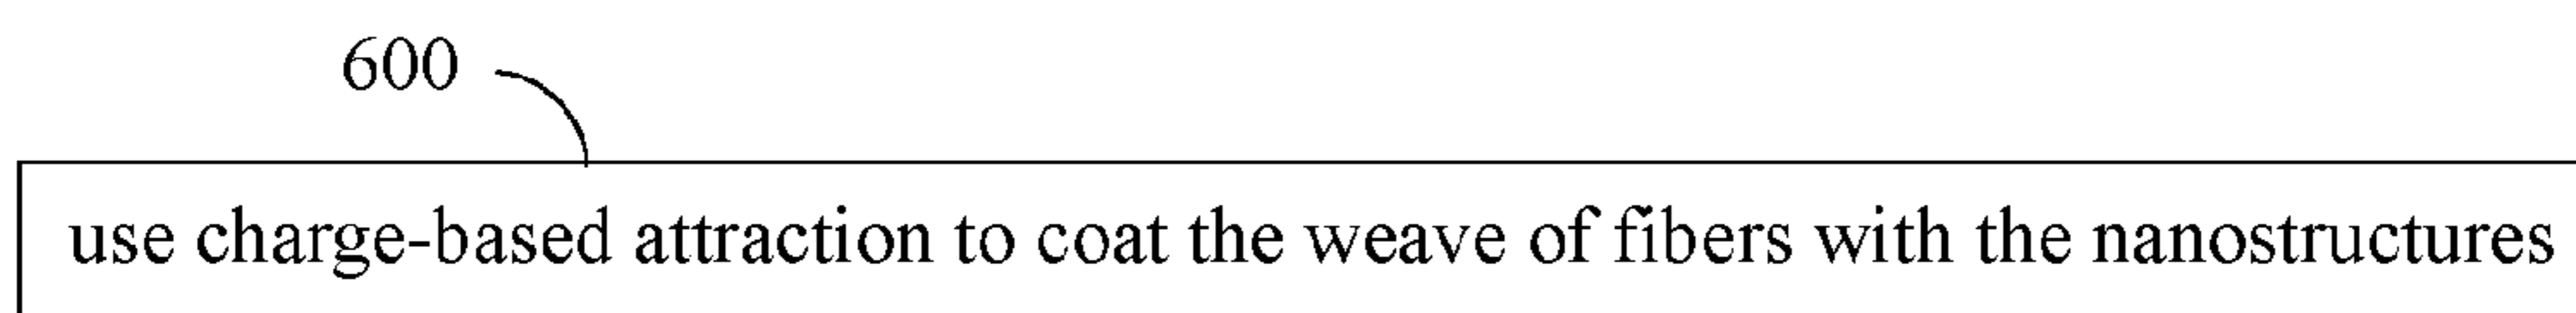 600
use charge-based attraction to coat the weave of fibers with the nanostructures